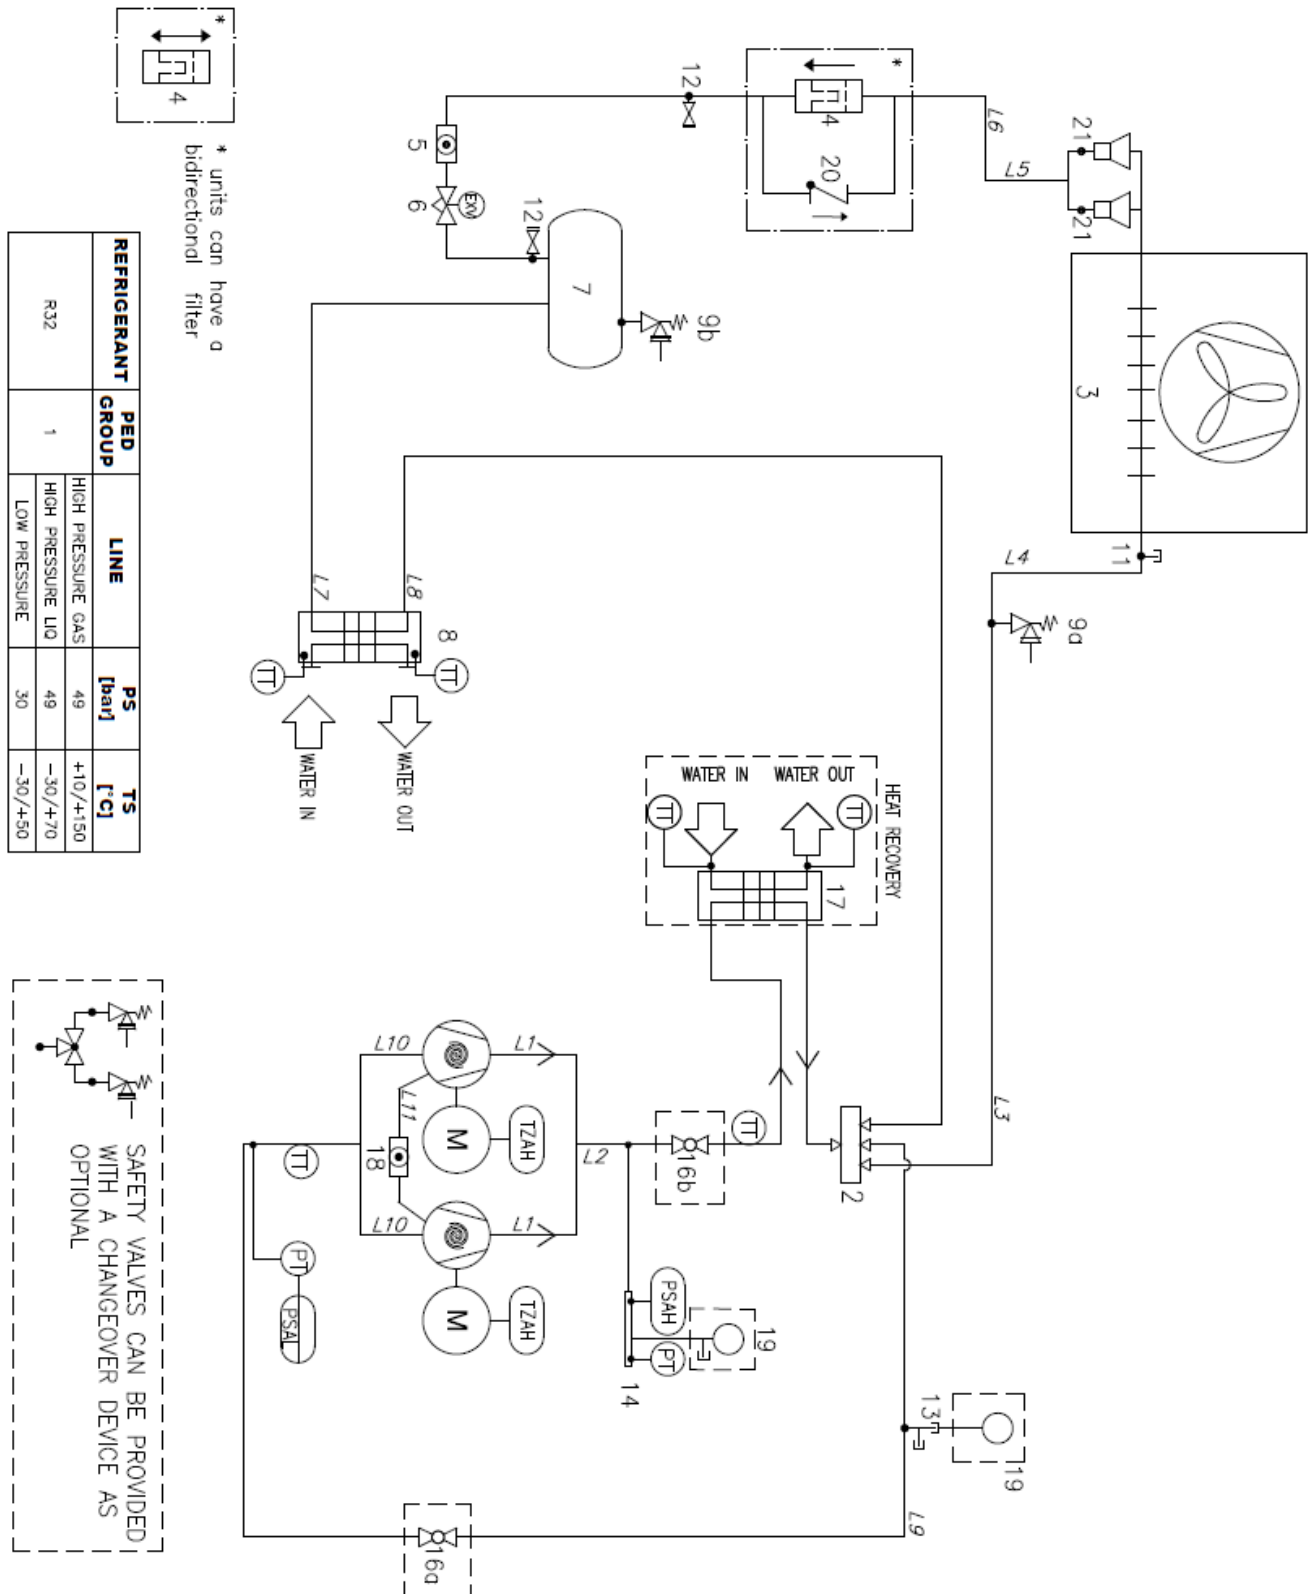 *
4
* units can have a
bidirectional filter
REFRIGERANT
PED
GROUP
LINE
PS
[bar]
TS
[°C]
R32
1
HIGH PRESSURE GAS
49
+10/+150
HIGH PRESSURE LIQ
49
-30/+70
LOW PRESSURE
30
-30/+50
12
*
4
20
L6
L5
21
21
5
6
EXV
12
7
9b
3
11
L4
9a
L7
L8
8
TT
TT
WATER IN
WATER OUT
WATER IN
WATER OUT
HEAT RECOVERY
TT
TT
17
L3
2
L10
L1
L11
M
TZAH
18
L10
L1
M
TZAH
L2
16b
TT
TT
PT
PSAL
PSAH
PT
19
14
13
19
L9
16a
SAFETY VALVES CAN BE PROVIDED
WITH A CHANGEOVER DEVICE AS
OPTIONAL